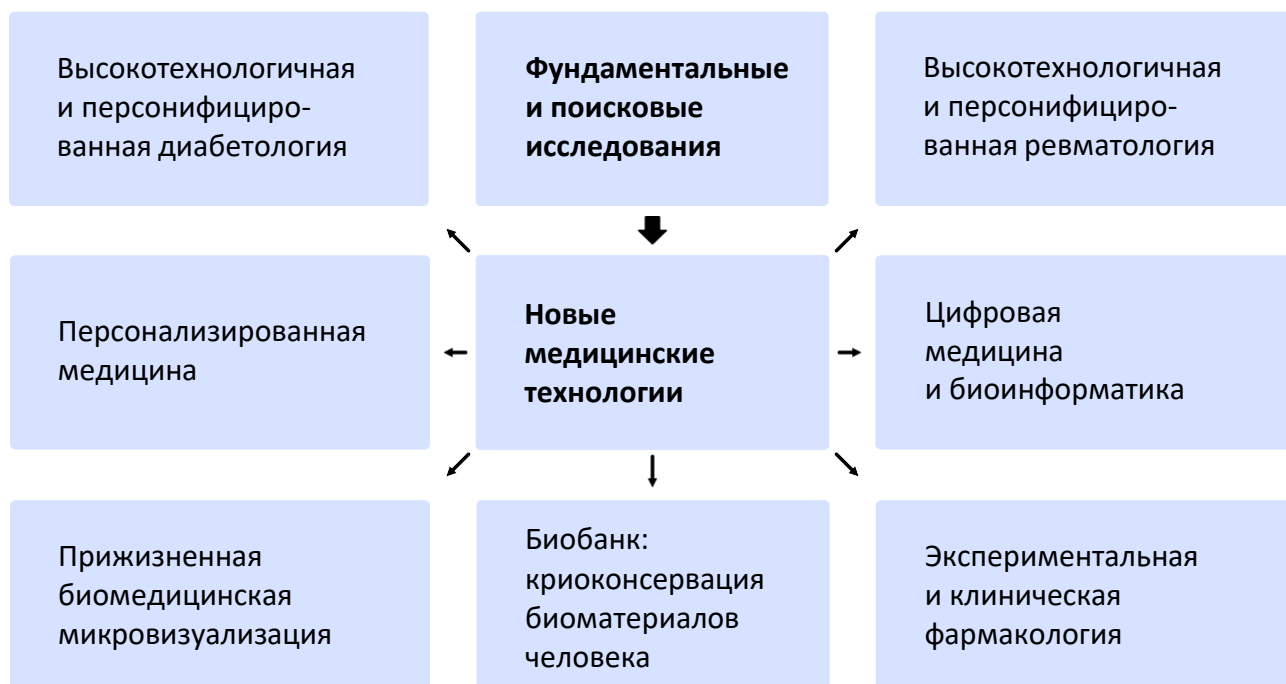 Высокотехнологичная
и персонифициро-
ванная диабетология
Фундаментальные
и поисковые
исследования
Высокотехнологичная
и персонифициро-
ванная ревматология
Персонализированная
медицина
Новые
медицинские
технологии
Цифровая
медицина
и биоинформатика
Прижизненная
биомедицинская
микровизуализация
Биобанк:
криоконсервация
биоматериалов
человека
Экспериментальная
и клиническая
фармакология